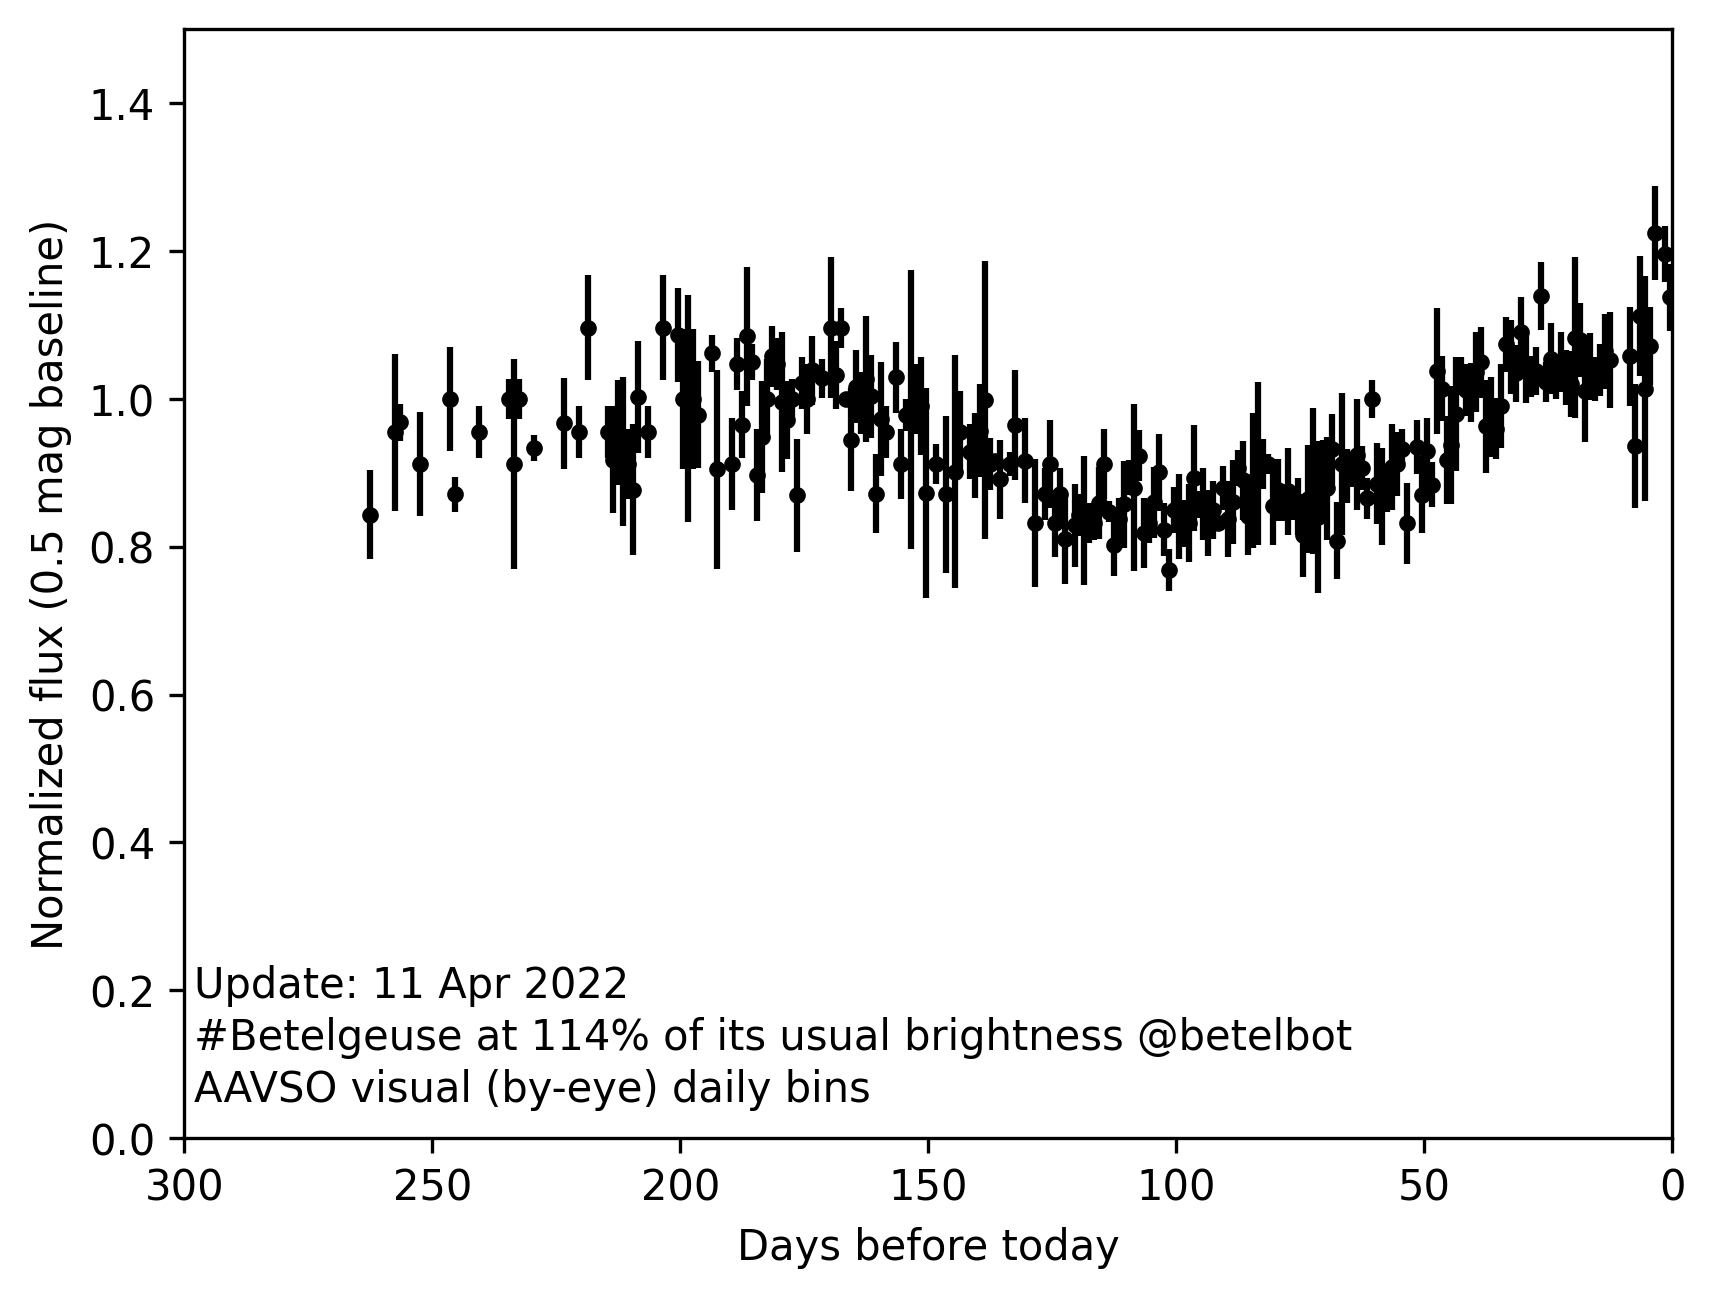 1.4
1.2
1.0
0.8
0.6
0.4
0.2
0.0
Normalized flux (0.5 mag baseline)
Update: 11 Apr 2022
#Betelgeuse at 114% of its usual brightness @betelbot
AAVSO visual (by-eye) daily bins
300 250 200 150 100 50 0
Days before today